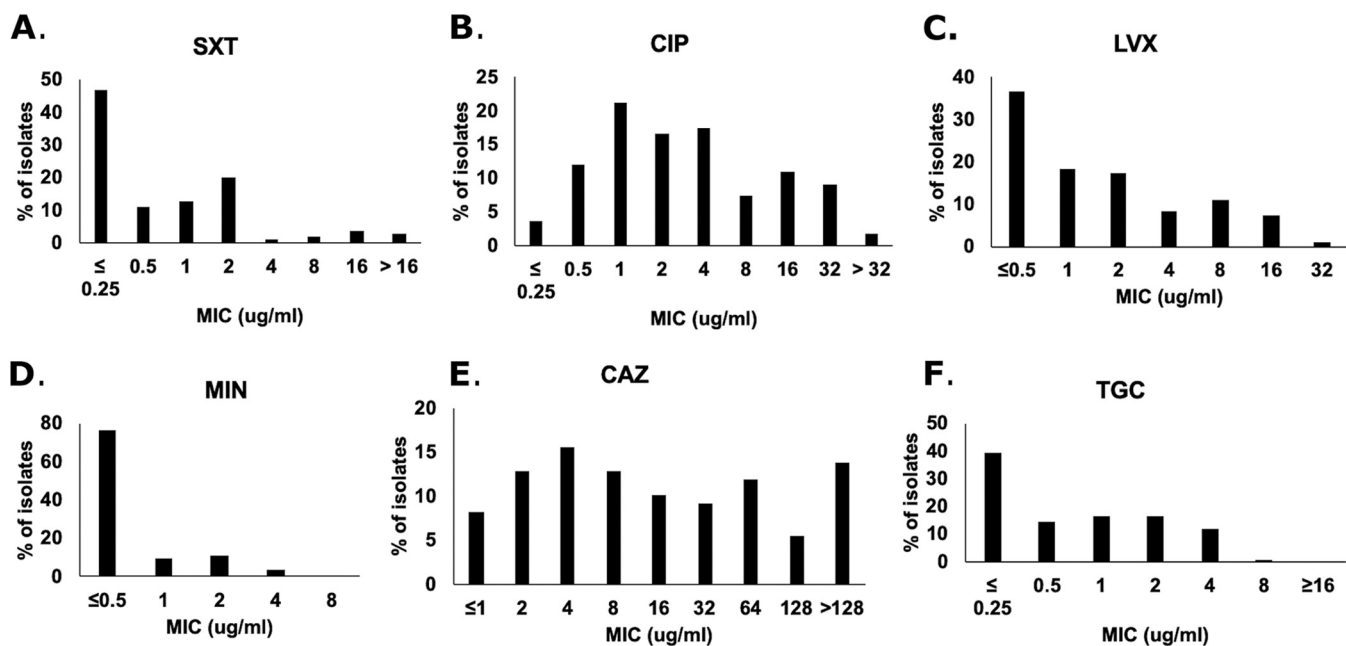 A.
SXT
% of isolates
50
40
30
20
10
0
≤ 0.5 1 2 4 8 16 > 16
0.25
MIC (ug/ml)
B.
CIP
% of isolates
25
20
15
10
5
0
≤ 0.5 1 2 4 8 16 32 > 32
0.25
MIC (ug/ml)
C.
LVX
% of isolates
40
30
20
10
0
≤0.5 1 2 4 8 16 32
MIC (ug/ml)
D.
MIN
% of isolates
80
60
40
20
0
≤0.5 1 2 4 8
MIC (ug/ml)
E.
CAZ
% of isolates
20
15
10
5
0
≤1 2 4 8 16 32 64 128 >128
MIC (ug/ml)
F.
TGC
% of isolates
50
40
30
20
10
0
≤ 0.5 1 2 4 8 ≥16
0.25
MIC (ug/ml)